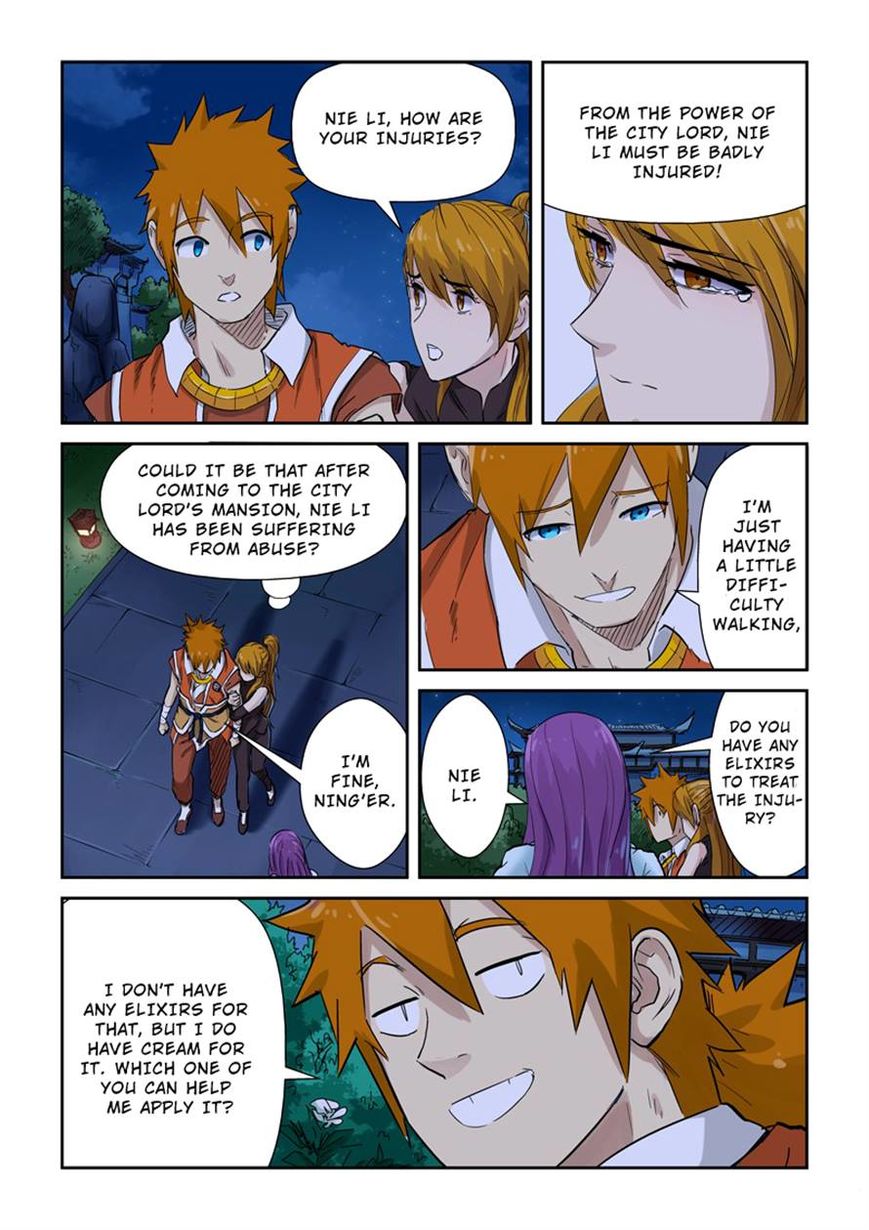 NIE LI, HOW ARE
YOUR INJURIES?
FROM THE POWER OF
THE CITY LORD, NIE
LI MUST BE BADLY
INJURED!
COULD IT BE THAT AFTER
COMING TO THE CITY
LORD'S MANSION, NIE LI
HAS BEEN SUFFERING
FROM ABUSE?
I'M
FINE,
NING'ER.
I'M
JUST
HAVING
A LITTLE
DIFFI-
CULTY
WALKING,
NIE
LI.
DO YOU
HAVE ANY
ELIXIRS
TO TREAT
THE INJU-
RY?
I DON'T HAVE
ANY ELIXIRS FOR
THAT, BUT I DO
HAVE CREAM FOR
IT. WHICH ONE OF
YOU CAN HELP
ME APPLY IT?